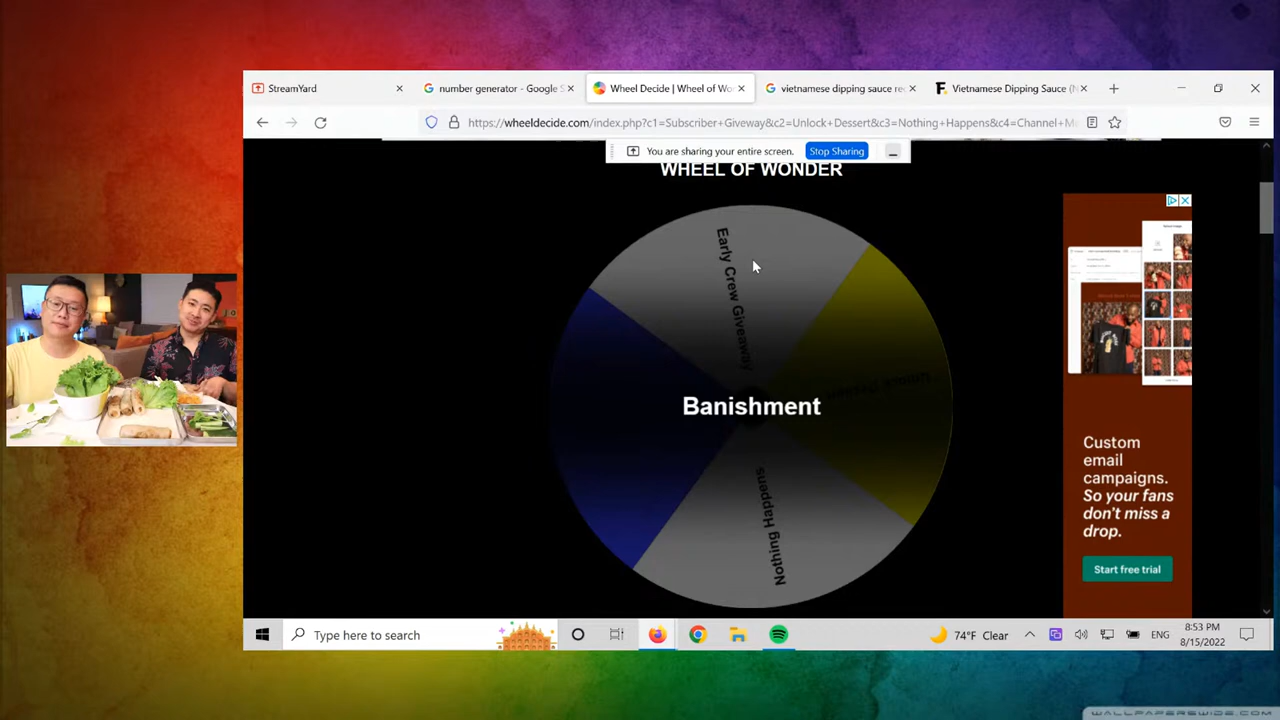 StreamYard
number generator - Google S
Wheel Decide | Wheel of Wo
vietnamese dipping sauce re
Vietnamese Dipping Sauce (N
https://wheeldecide.com/index.php?c1=Subscriber+Giveway&c2=Unlock+Dessert&c3=Nothing+Happens&c4=Channel+M
You are sharing your entire screen.
Stop Sharing
WHEEL OF WONDER
Early Crew Giveaway
Banishment
Nothing Happens
Custom
email
campaigns.
So your fans
don't miss a
drop.
Start free trial
Type here to search
74°F Clear
ENG
8:53 PM
8/15/2022
WALLPAPERSWIDE.COM